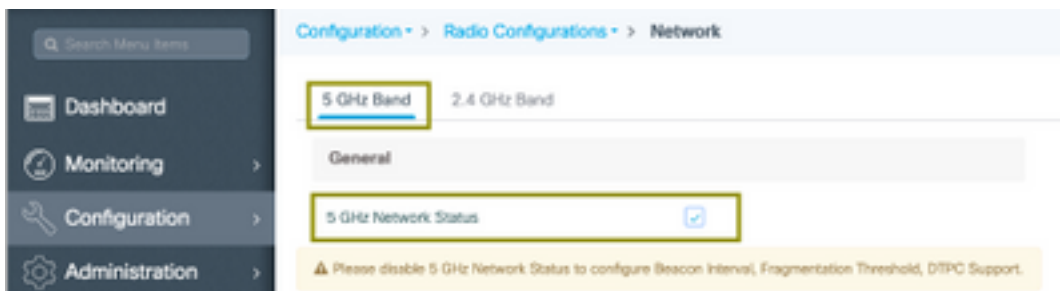 Search Menu Items
Configuration > Radio Configurations > Network
Dashboard
Monitoring
Configuration
Administration
5 GHz Band 2.4 GHz Band
General
5 GHz Network Status
Please disable 5 GHz Network Status to configure Beacon Interval, Fragmentation Threshold, DTPC Support.